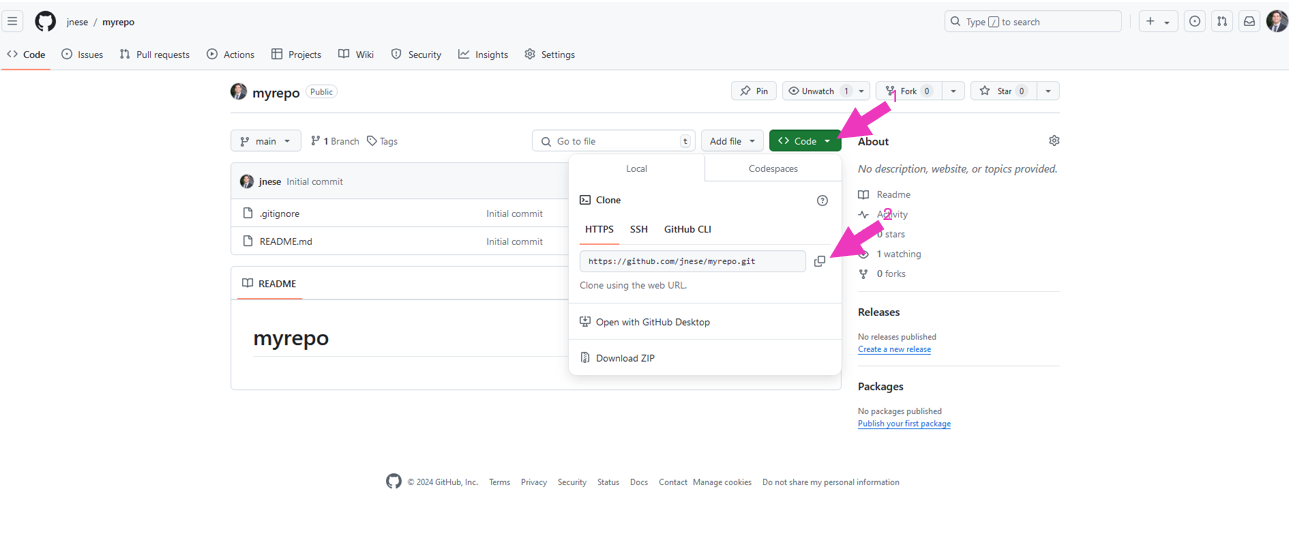 jnese / myrepo
Type / to search
Code Issues Pull requests Actions Projects Wiki Security Insights Settings
myrepo Public
Pin Unwatch 1 Fork 0 Star 0
1
main 1 Branch Tags Go to file t Add file Code
About
No description, website, or topics provided.
Readme
Activity
2
0 stars
1 watching
0 forks
Releases
No releases published
Create a new release
Packages
No packages published
Publish your first package
jnese Initial commit
.gitignore Initial commit
README.md Initial commit
README
myrepo
Local Codespaces
Clone
HTTPS SSH GitHub CLI
https://github.com/jnese/myrepo.git
Clone using the web URL.
Open with GitHub Desktop
Download ZIP
© 2024 GitHub, Inc. Terms Privacy Security Status Docs Contact Manage cookies Do not share my personal information